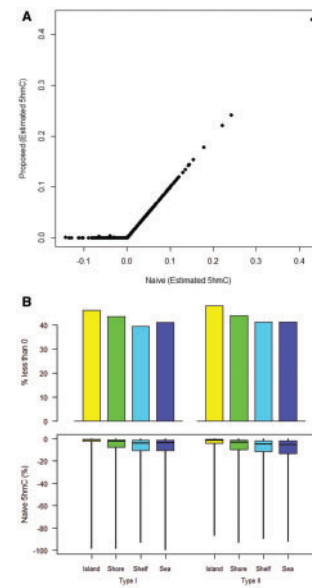 A
Proposed (Estimated 5hmC)
0.4
0.3
0.2
0.1
0.0
-0.1 0.0 0.1 0.2 0.3 0.4
Naive (Estimated 5hmC)
B
% less than 0
40
30
20
10
0
Naive 5hmC (%)
0
-20
-40
-60
-80
-100
Island Shore Shelf Sea Island Shore Shelf Sea
Type I Type II